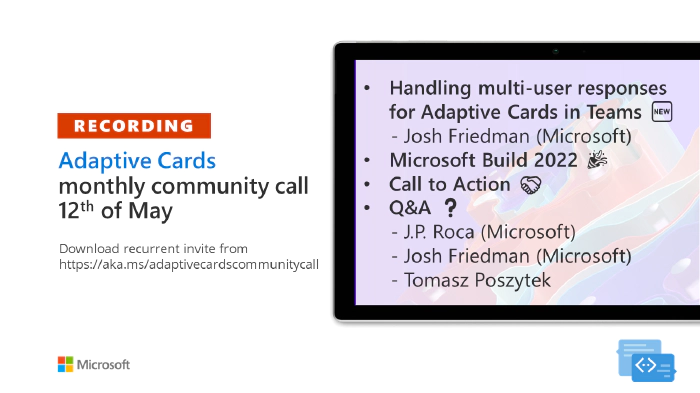 RECORDING
Adaptive Cards
monthly community call
12th of May
Download recurrent invite from
https://aka.ms/adaptivecardscommunitycall
Microsoft
• Handling multi-user responses
for Adaptive Cards in Teams NEW
- Josh Friedman (Microsoft)
• Microsoft Build 2022 🎉
• Call to Action 🤝
• Q&A ❓
- J.P. Roca (Microsoft)
- Josh Friedman (Microsoft)
- Tomasz Poszytek